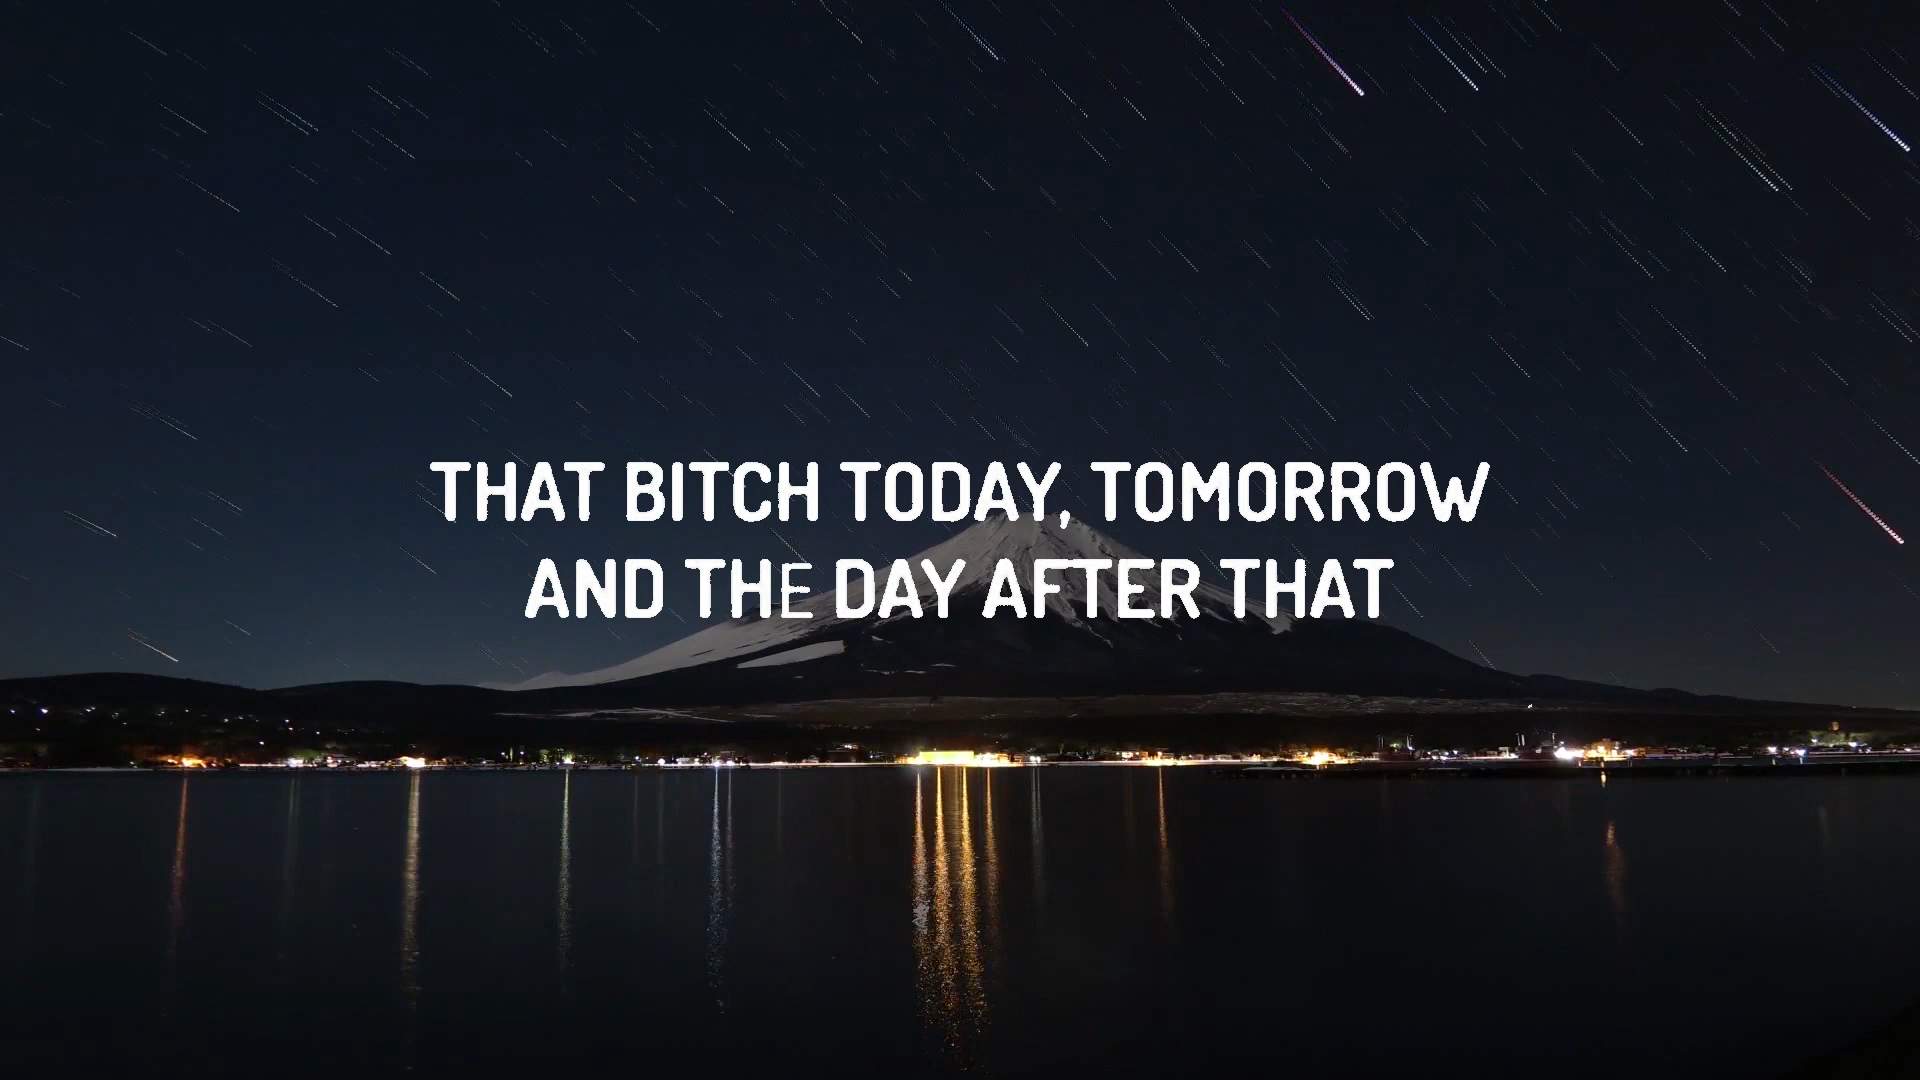 THAT BITCH TODAY, TOMORROW
AND THE DAY AFTER THAT